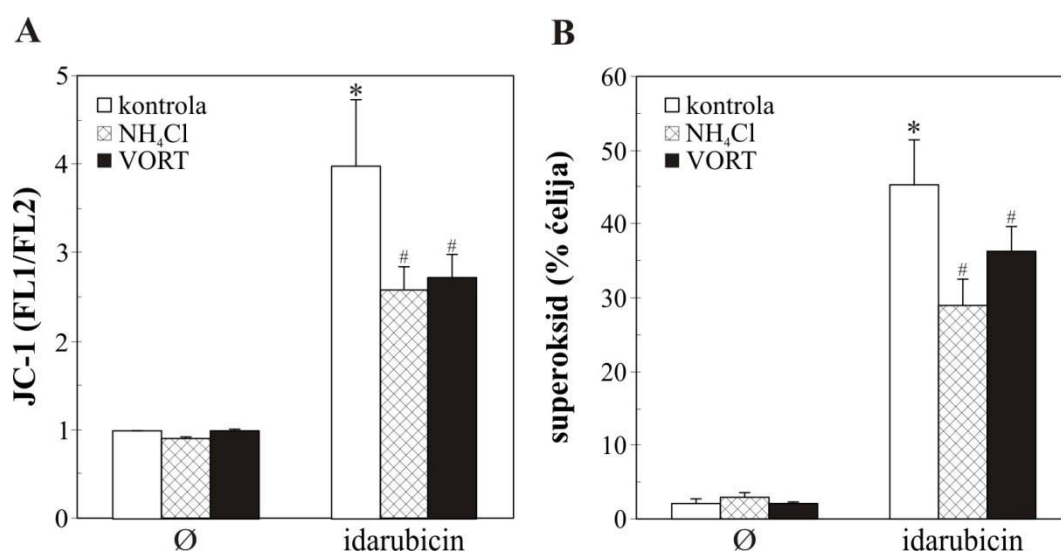 A
JC-1 (FL1/FL2)
5
4
3
2
1
0
kontrola
NH₄Cl
VORT
*
#
#
Ø
idarubicin
B
superoksid (% ćelija)
60
50
40
30
20
10
0
kontrola
NH₄Cl
VORT
*
#
#
Ø
idarubicin